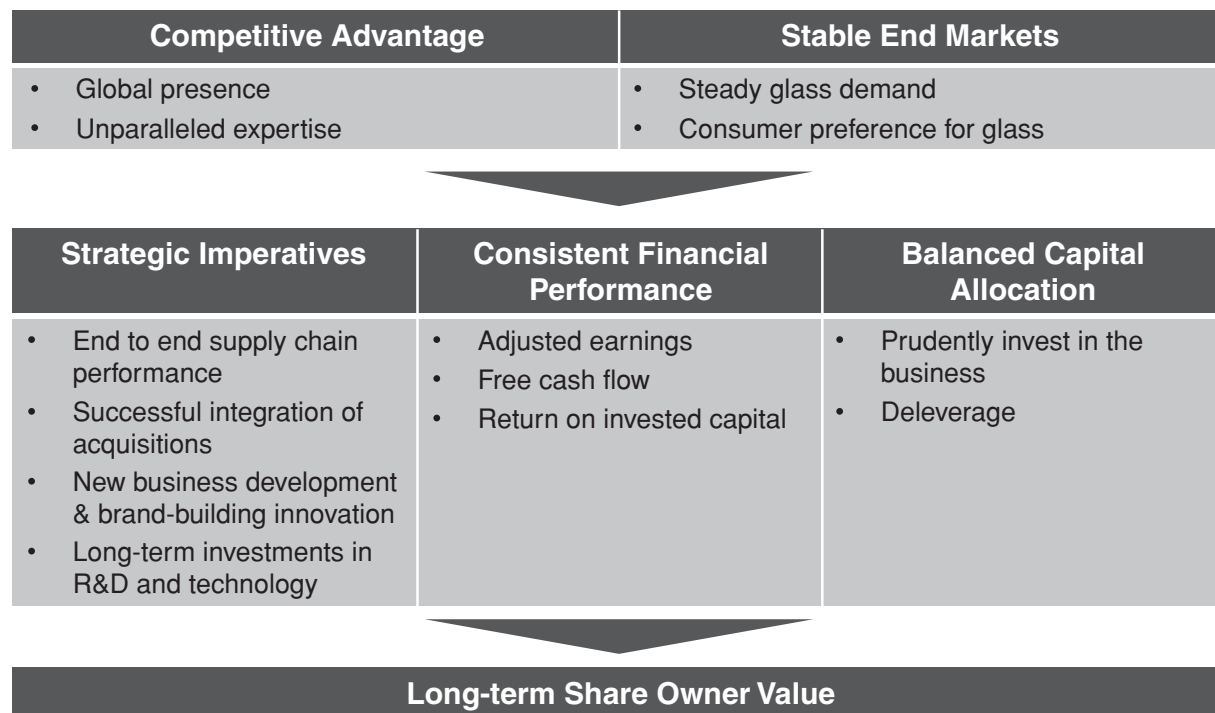 Competitive Advantage
• Global presence
• Unparalleled expertise
Stable End Markets
• Steady glass demand
• Consumer preference for glass
Strategic Imperatives
• End to end supply chain
performance
• Successful integration of
acquisitions
• New business development
& brand-building innovation
• Long-term investments in
R&D and technology
Consistent Financial
Performance
• Adjusted earnings
• Free cash flow
• Return on invested capital
Balanced Capital
Allocation
• Prudently invest in the
business
• Deleverage
Long-term Share Owner Value